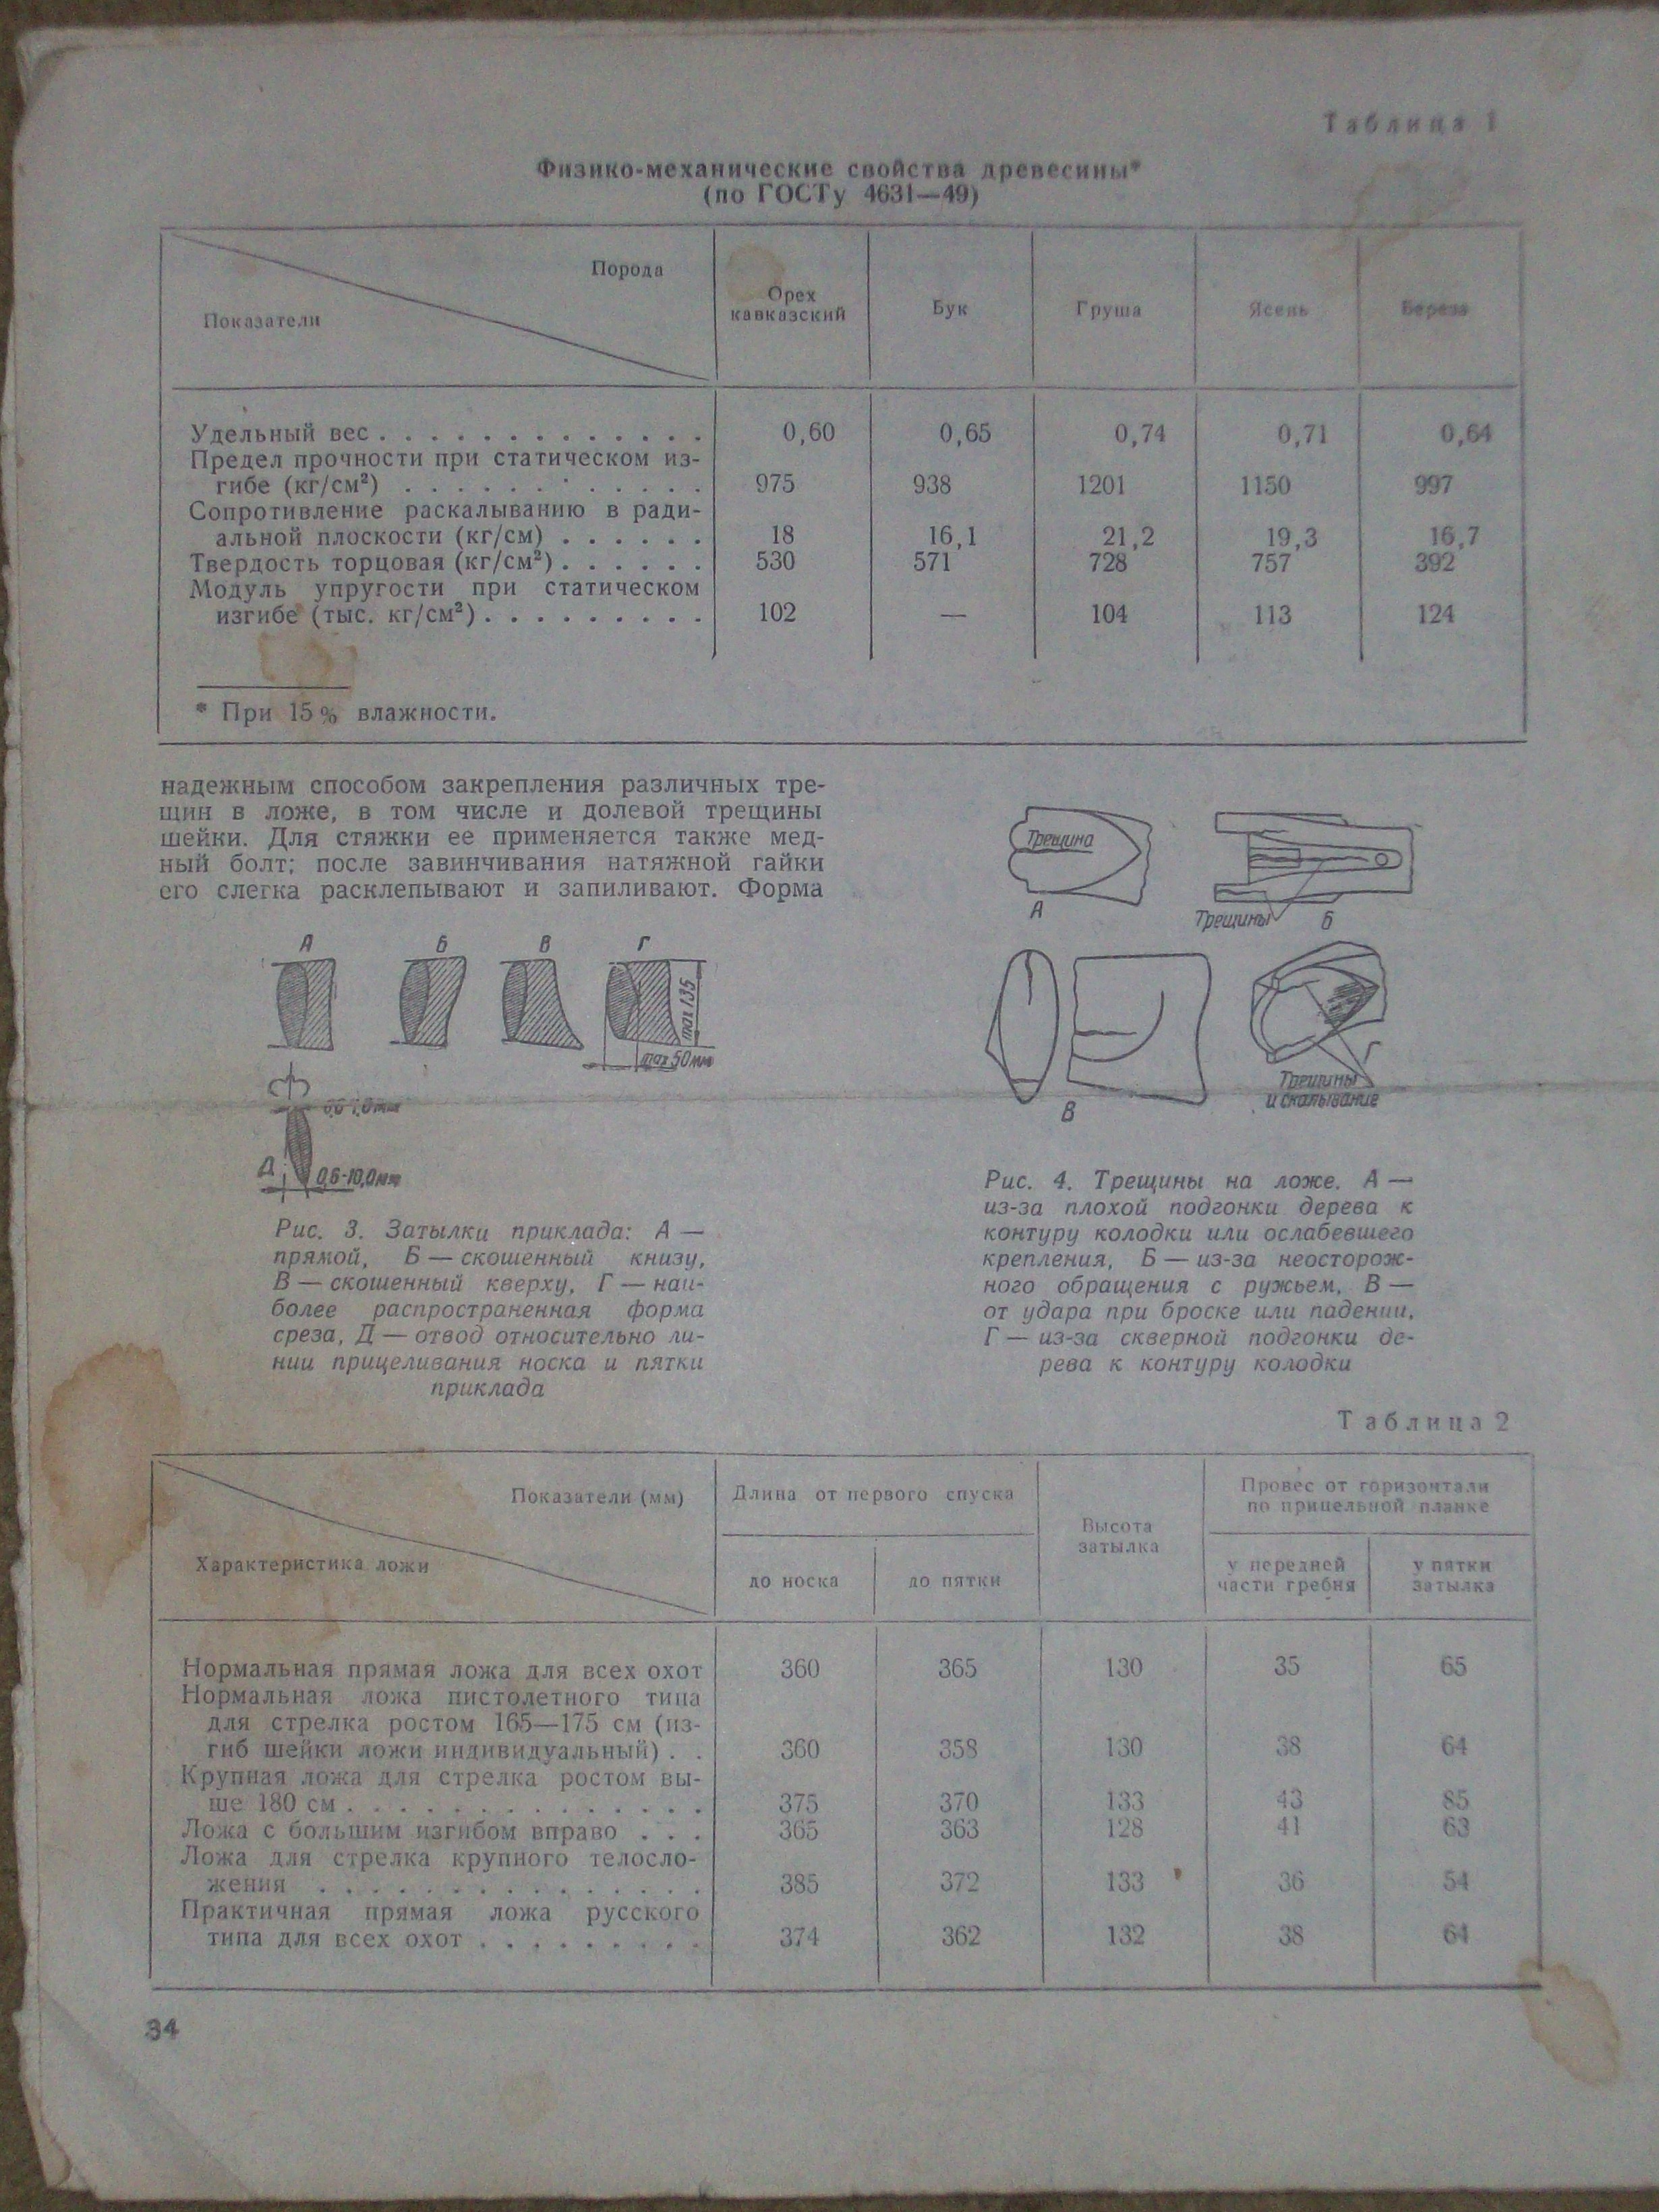 Таблица 1
Физико-механические свойства древесины*
(по ГОСТу 4631—49)
Порода
Показатели
Орех
кавказский
Бук
Груша
Ясень
Береза
Удельный вес . . . . . . . . . . . . . 0,60 0,65 0,74 0,71 0,64
Предел прочности при статическом из-
гибе (кг/см²) . . . . . . . . . . . . 975 938 1201 1150 997
Сопротивление раскалыванию в ради-
альной плоскости (кг/см) . . . . . . 18 16,1 21,2 19,3 16,7
Твердость торцовая (кг/см²) . . . . . . 530 571 728 757 392
Модуль упругости при статическом
изгибе (тыс. кг/см²) . . . . . . . . . 102 — 104 113 124
* При 15% влажности.
надежным способом закрепления различных тре-
щин в ложе, в том числе и долевой трещины
шейки. Для стяжки ее применяется также мед-
ный болт; после завинчивания натяжной гайки
его слегка расклепывают и запиливают. Форма
А Б В Г
max 135
max 50мм
Д
0,6-10,0мм
Рис. 3. Затылки приклада: А —
прямой, Б — скошенный книзу,
В — скошенный кверху, Г — наи-
более распространенная форма
среза, Д — отвод относительно ли-
нии прицеливания носка и пятки
приклада
Трещина
А
Трещины
Б
В
Г
Трещины
и скалывание
Рис. 4. Трещины на ложе. А —
из-за плохой подгонки дерева к
контуру колодки или ослабевшего
крепления, Б — из-за неосторож-
ного обращения с ружьем, В —
от удара при броске или падении,
Г — из-за скверной подгонки де-
рева к контуру колодки
Таблица 2
Показатели (мм)
Характеристика ложи
Длина от первого спуска
до носка
до пятки
Высота
затылка
Провес от горизонтали
по прицельной планке
у передней
части гребня
у пятки
затылка
Нормальная прямая ложа для всех охот 360 365 130 35 65
Нормальная ложа пистолетного типа
для стрелка ростом 165—175 см (из-
гиб шейки ложи индивидуальный) . . 360 358 130 38 64
Крупная ложа для стрелка ростом вы-
ше 180 см . . . . . . . . . . . . . . 375 370 133 43 85
Ложа с большим изгибом вправо . . . 365 363 128 41 63
Ложа для стрелка крупного телосло-
жения . . . . . . . . . . . . . . . 385 372 133 36 54
Практичная прямая ложа русского
типа для всех охот . . . . . . . . . 374 362 132 38 64
34